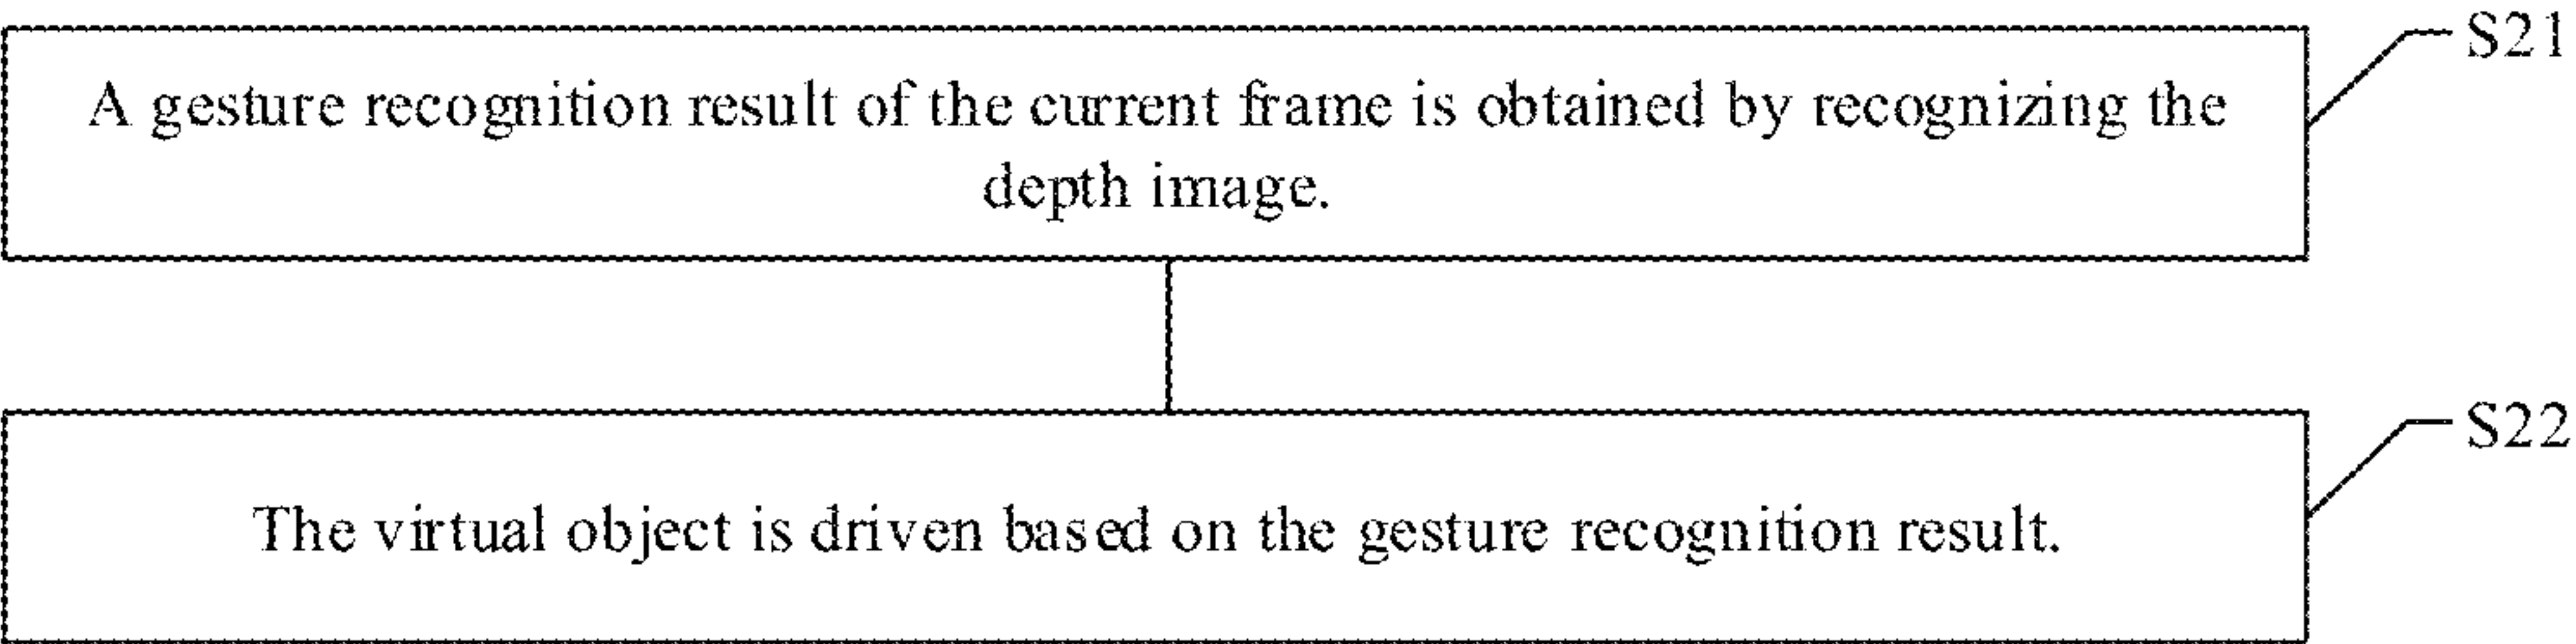 S21
A gesture recognition result of the current frame is obtained by recognizing the
depth image.
S22
The virtual object is driven based on the gesture recognition result.